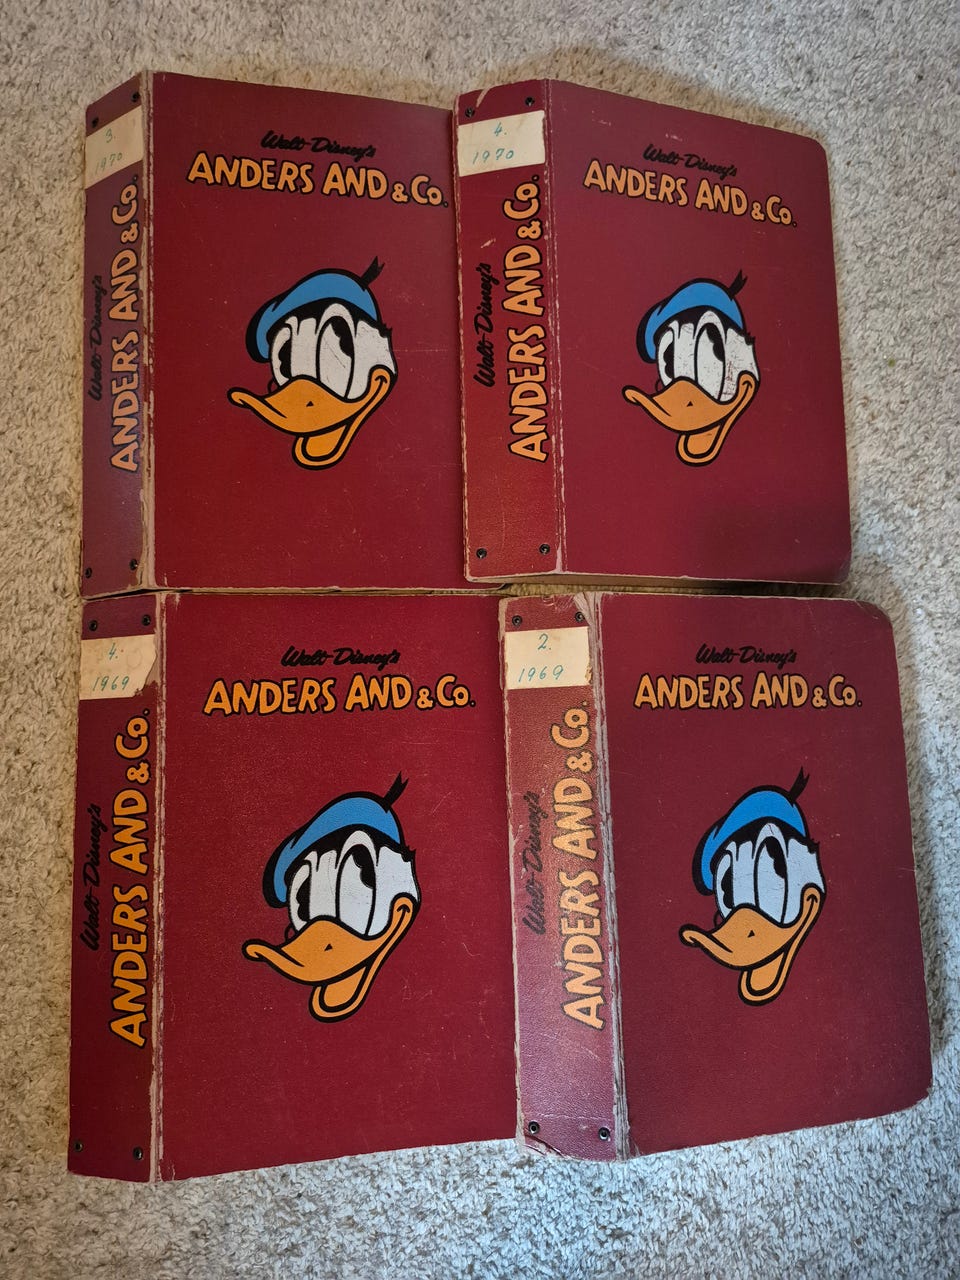 3.
1970
Walt Disney's
ANDERS AND & Co.
Walt Disney's
ANDERS AND & Co.
4.
1970
Walt Disney's
ANDERS AND & Co.
Walt Disney's
ANDERS AND & Co.
4.
1969
Walt Disney's
ANDERS AND & Co.
Walt Disney's
ANDERS AND & Co.
2.
1969
Walt Disney's
ANDERS AND & Co.
Walt Disney's
ANDERS AND & Co.